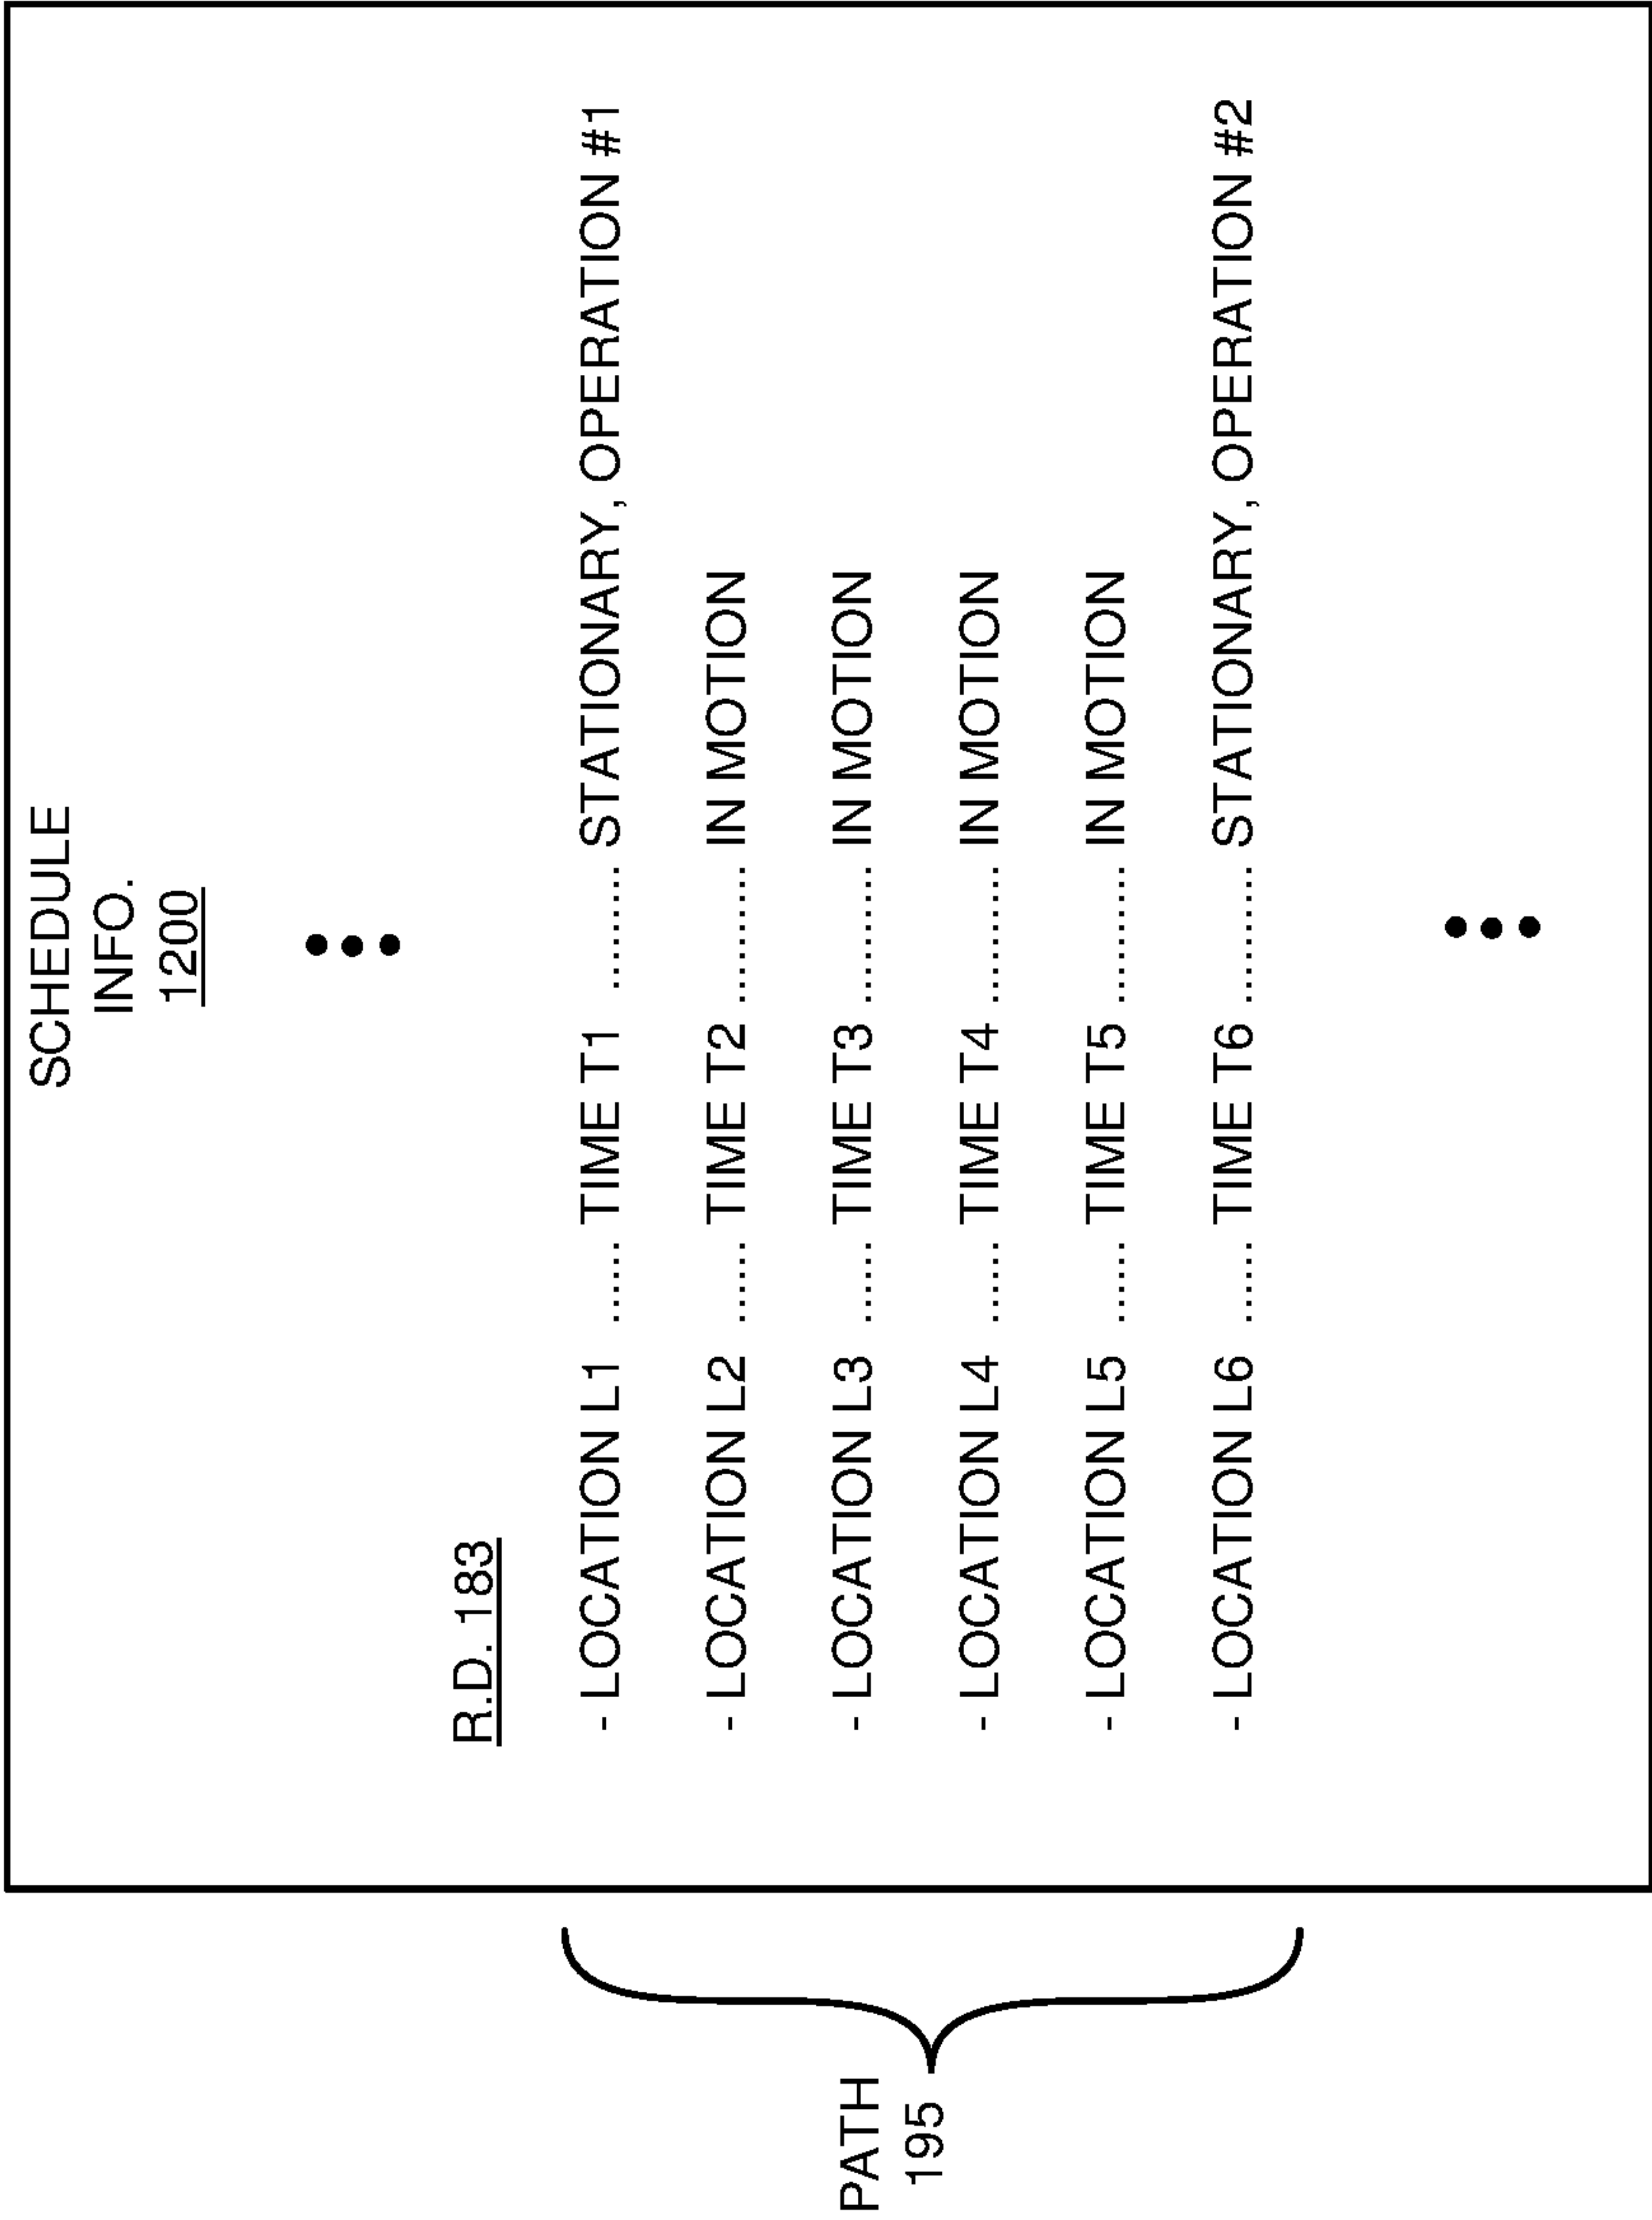 SCHEDULE
INFO.
1200
R.D. 183
- LOCATION L1 ...... TIME T1 ......... STATIONARY, OPERATION #1
- LOCATION L2 ...... TIME T2 .......... IN MOTION
- LOCATION L3 ...... TIME T3 .......... IN MOTION
- LOCATION L4 ...... TIME T4 .......... IN MOTION
- LOCATION L5 ...... TIME T5 .......... IN MOTION
- LOCATION L6 ...... TIME T6 .......... STATIONARY, OPERATION #2
PATH
195